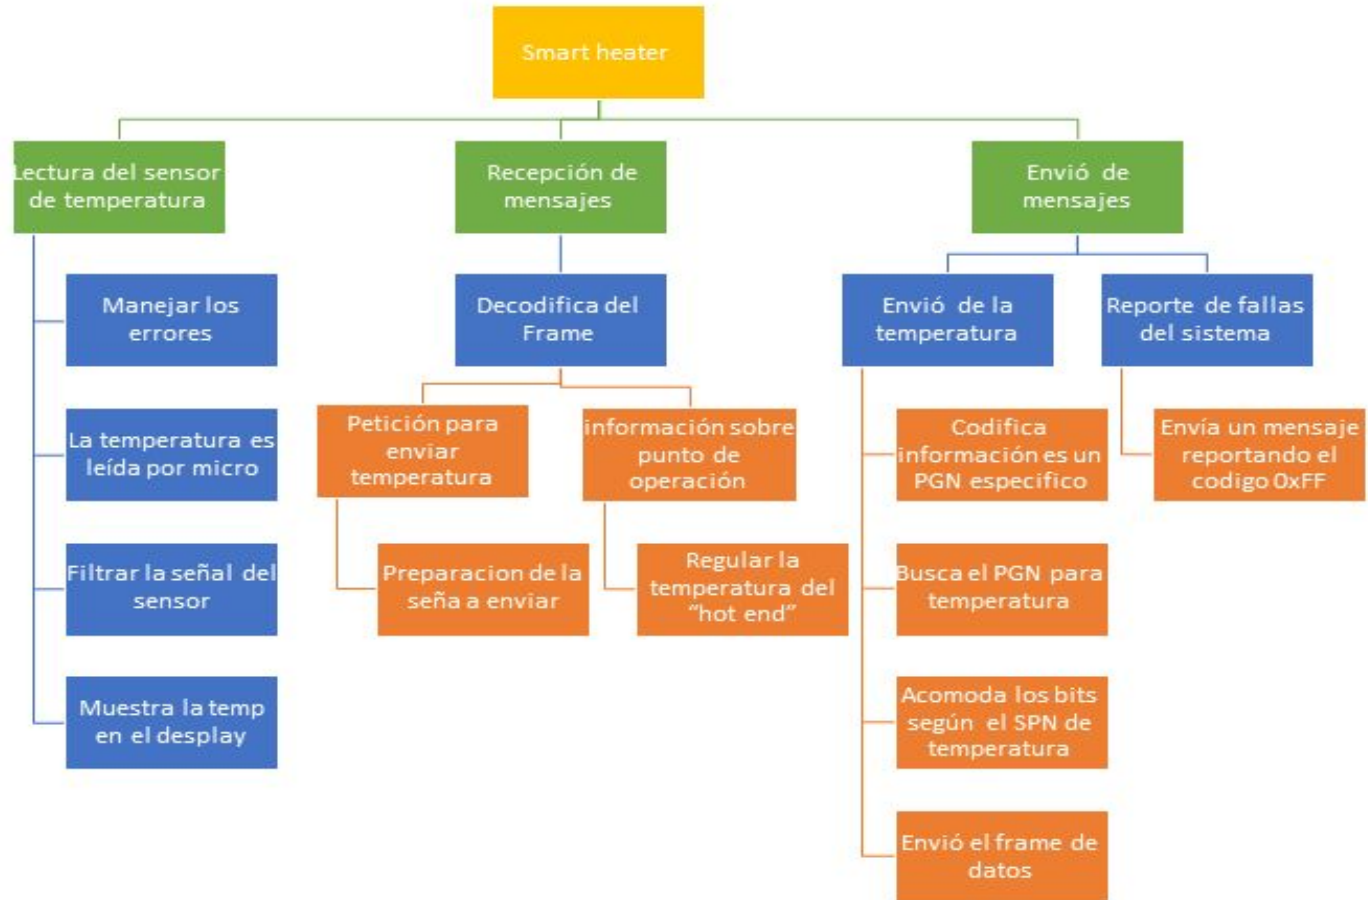 Smart heater
Lectura del sensor
de temperatura
Recepción de
mensajes
Envió de
mensajes
Manejar los
errores
Decodifica del
Frame
Envió de la
temperatura
Reporte de fallas
del sistema
La temperatura es
leída por micro
Petición para
enviar
temperatura
información sobre
punto de
operación
Codifica
información es un
PGN especifico
Envía un mensaje
reportando el
codigo 0xFF
Filtrar la señal del
sensor
Preparacion de la
seña a enviar
Regular la
temperatura del
“hot end”
Busca el PGN para
temperatura
Muestra la temp
en el desplay
Acomoda los bits
según el SPN de
temperatura
Envió el frame de
datos